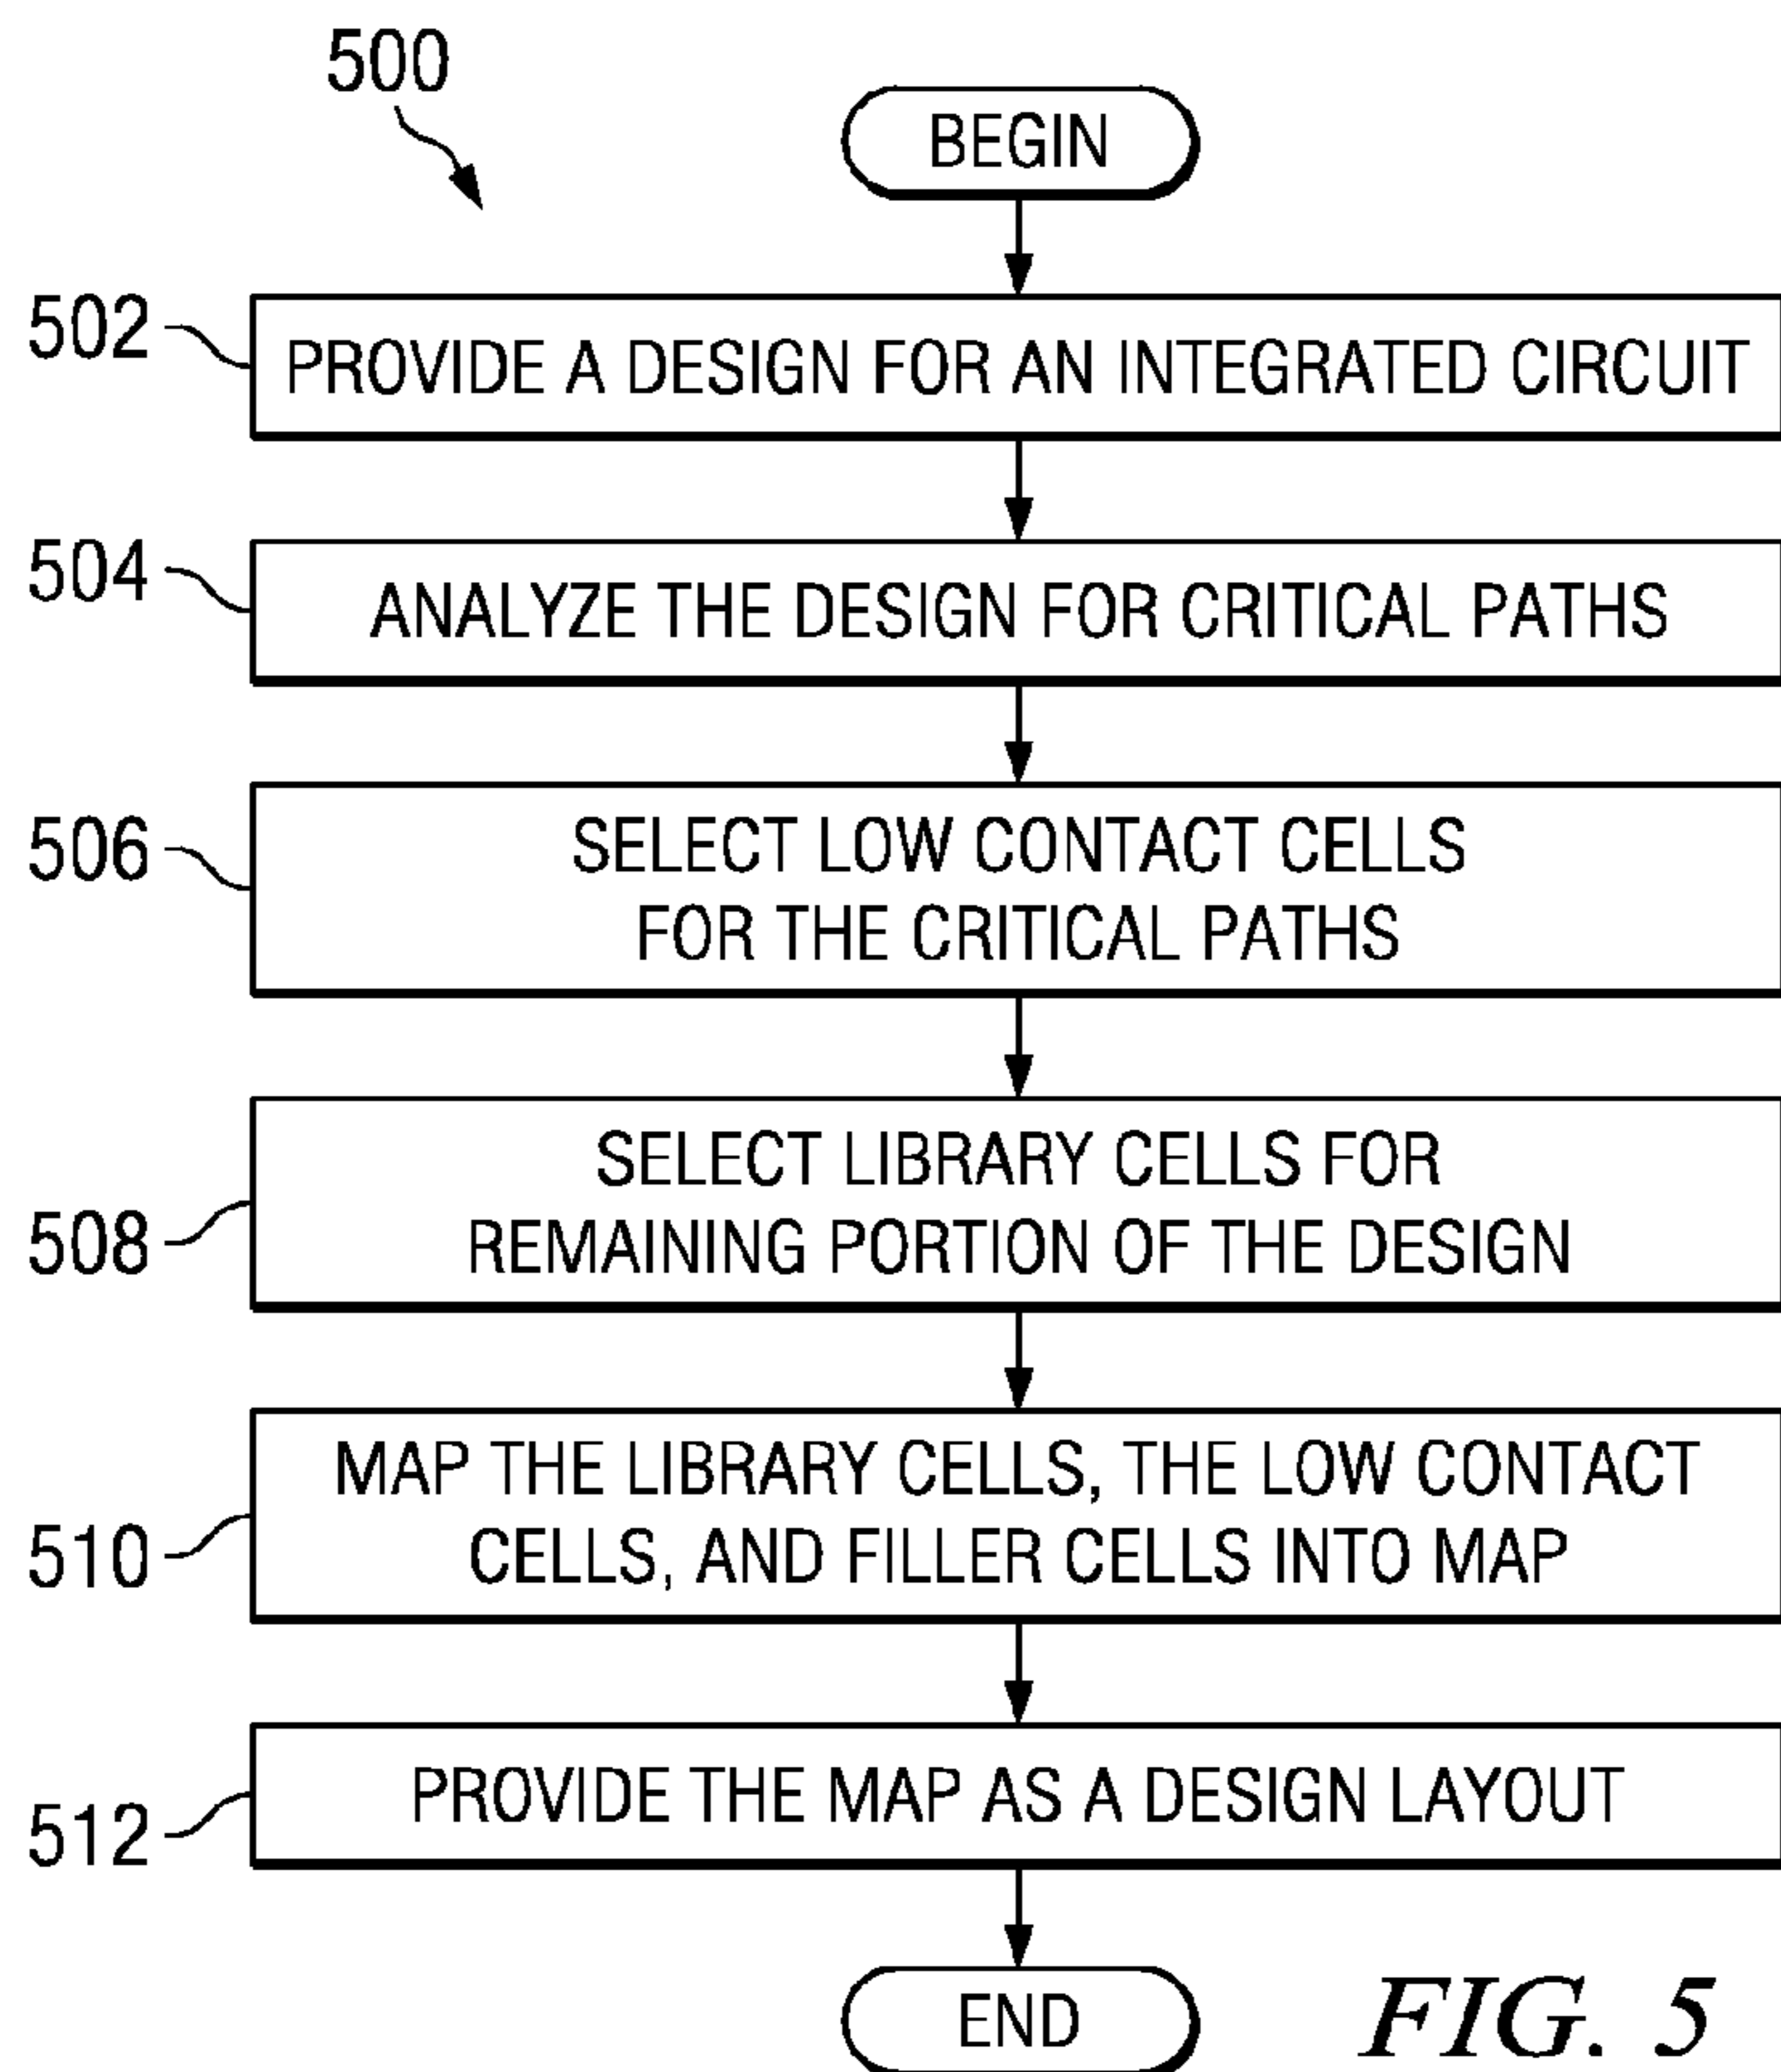 500
BEGIN
502
PROVIDE A DESIGN FOR AN INTEGRATED CIRCUIT
504
ANALYZE THE DESIGN FOR CRITICAL PATHS
506
SELECT LOW CONTACT CELLS
FOR THE CRITICAL PATHS
508
SELECT LIBRARY CELLS FOR
REMAINING PORTION OF THE DESIGN
510
MAP THE LIBRARY CELLS, THE LOW CONTACT
CELLS, AND FILLER CELLS INTO MAP
512
PROVIDE THE MAP AS A DESIGN LAYOUT
END
FIG. 5